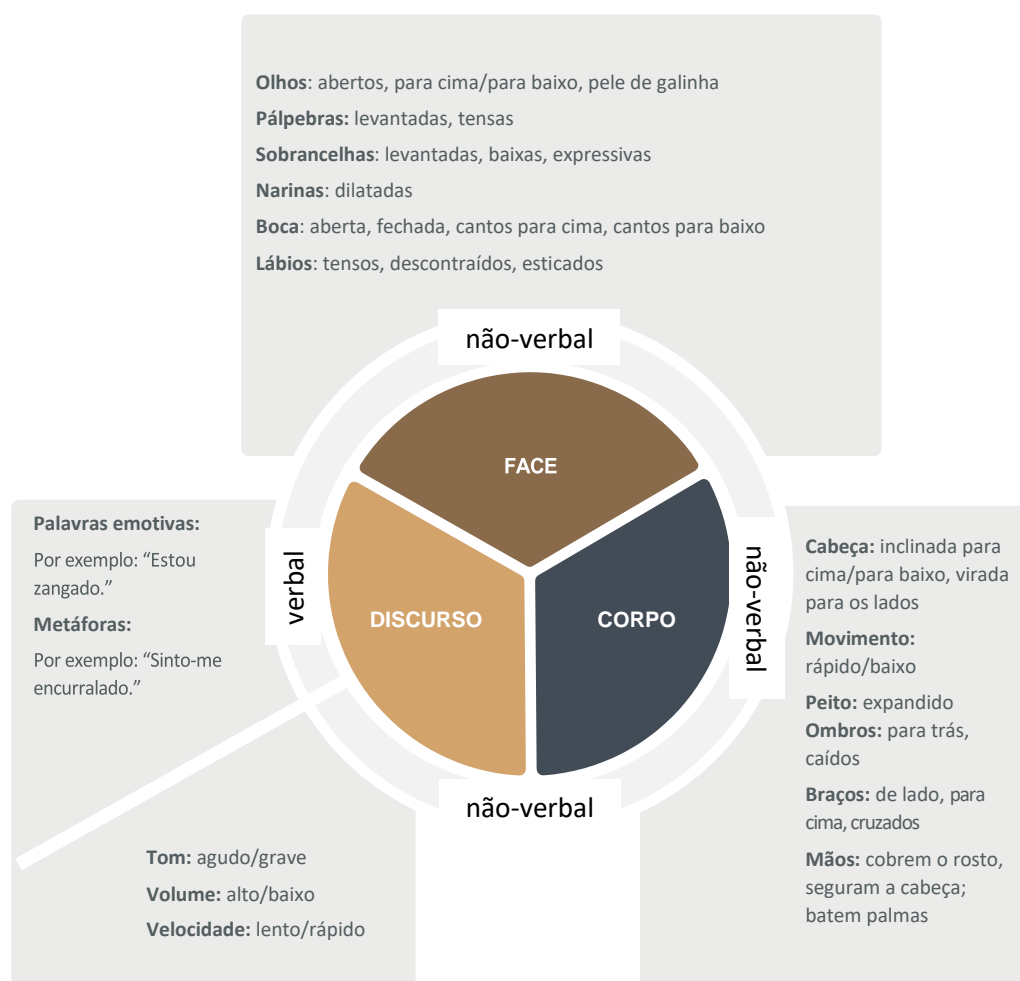 Olhos: abertos, para cima/para baixo, pele de galinha
Pálpebras: levantadas, tensas
Sobrancelhas: levantadas, baixas, expressivas
Narinas: dilatadas
Boca: aberta, fechada, cantos para cima, cantos para baixo
Lábios: tensos, descontraídos, esticados
não-verbal
FACE
Palavras emotivas:
Por exemplo: “Estou
zangado.”
Metáforas:
Por exemplo: “Sinto-me
encurralado.”
verbal
DISCURSO
CORPO
não-verbal
Cabeça: inclinada para
cima/para baixo, virada
para os lados
Movimento:
rápido/baixo
Peito: expandido
Ombros: para trás,
caídos
Braços: de lado, para
cima, cruzados
Mãos: cobrem o rosto,
seguram a cabeça;
batem palmas
não-verbal
Tom: agudo/grave
Volume: alto/baixo
Velocidade: lento/rápido